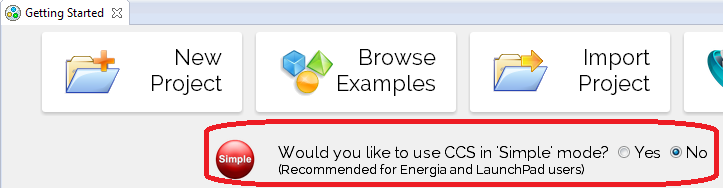 Getting Started
New Project
Browse Examples
Import Project
Simple
Would you like to use CCS in 'Simple' mode? Yes No
(Recommended for Energia and LaunchPad users)